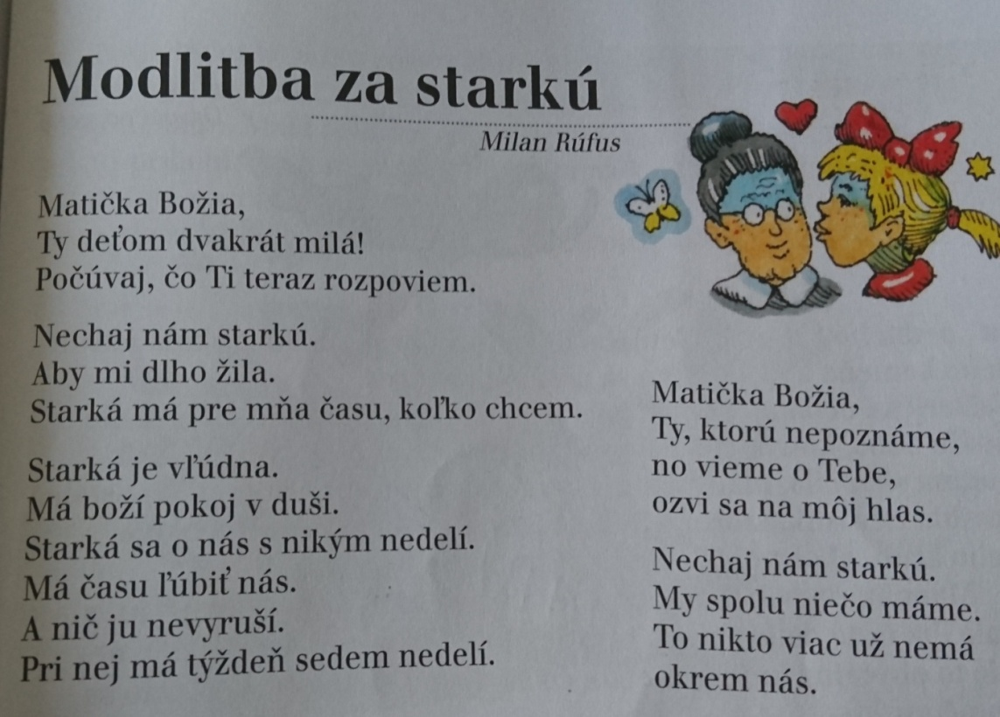 Modlitba za starkú
Milan Rúfus
Matička Božia,
Ty deťom dvakrát milá!
Počúvaj, čo Ti teraz rozpoviem.
Nechaj nám starkú.
Aby mi dlho žila.
Starká má pre mňa času, koľko chcem.
Starká je vľúdna.
Má boží pokoj v duši.
Starká sa o nás s nikým nedelí.
Má času ľúbiť nás.
A nič ju nevyruší.
Pri nej má týždeň sedem nedelí.
Matička Božia,
Ty, ktorú nepoznáme,
no vieme o Tebe,
ozvi sa na môj hlas.
Nechaj nám starkú.
My spolu niečo máme.
To nikto viac už nemá
okrem nás.